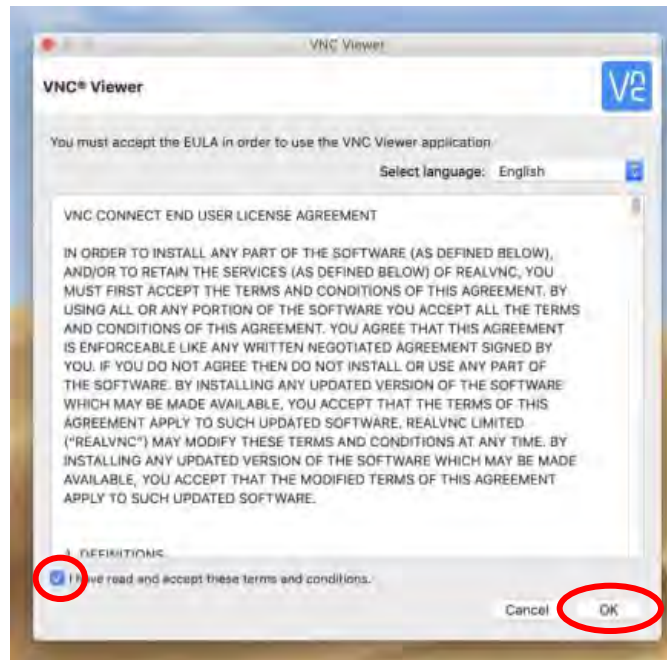 VNC Viewer
VNC® Viewer
V2
You must accept the EULA in order to use the VNC Viewer application
Select language: English
VNC CONNECT END USER LICENSE AGREEMENT
IN ORDER TO INSTALL ANY PART OF THE SOFTWARE (AS DEFINED BELOW),
AND/OR TO RETAIN THE SERVICES (AS DEFINED BELOW) OF REALVNC, YOU
MUST FIRST ACCEPT THE TERMS AND CONDITIONS OF THIS AGREEMENT. BY
USING ALL OR ANY PORTION OF THE SOFTWARE YOU ACCEPT ALL THE TERMS
AND CONDITIONS OF THIS AGREEMENT. YOU AGREE THAT THIS AGREEMENT
IS ENFORCEABLE LIKE ANY WRITTEN NEGOTIATED AGREEMENT SIGNED BY
YOU. IF YOU DO NOT AGREE THEN DO NOT INSTALL OR USE ANY PART OF
THE SOFTWARE. BY INSTALLING ANY UPDATED VERSION OF THE SOFTWARE
WHICH MAY BE MADE AVAILABLE, YOU ACCEPT THAT THE TERMS OF THIS
AGREEMENT APPLY TO SUCH UPDATED SOFTWARE. REALVNC LIMITED
("REALVNC") MAY MODIFY THESE TERMS AND CONDITIONS AT ANY TIME. BY
INSTALLING ANY UPDATED VERSION OF THE SOFTWARE WHICH MAY BE MADE
AVAILABLE, YOU ACCEPT THAT THE MODIFIED TERMS OF THIS AGREEMENT
APPLY TO SUCH UPDATED SOFTWARE.
1. DEFINITIONS
I have read and accept these terms and conditions.
Cancel OK